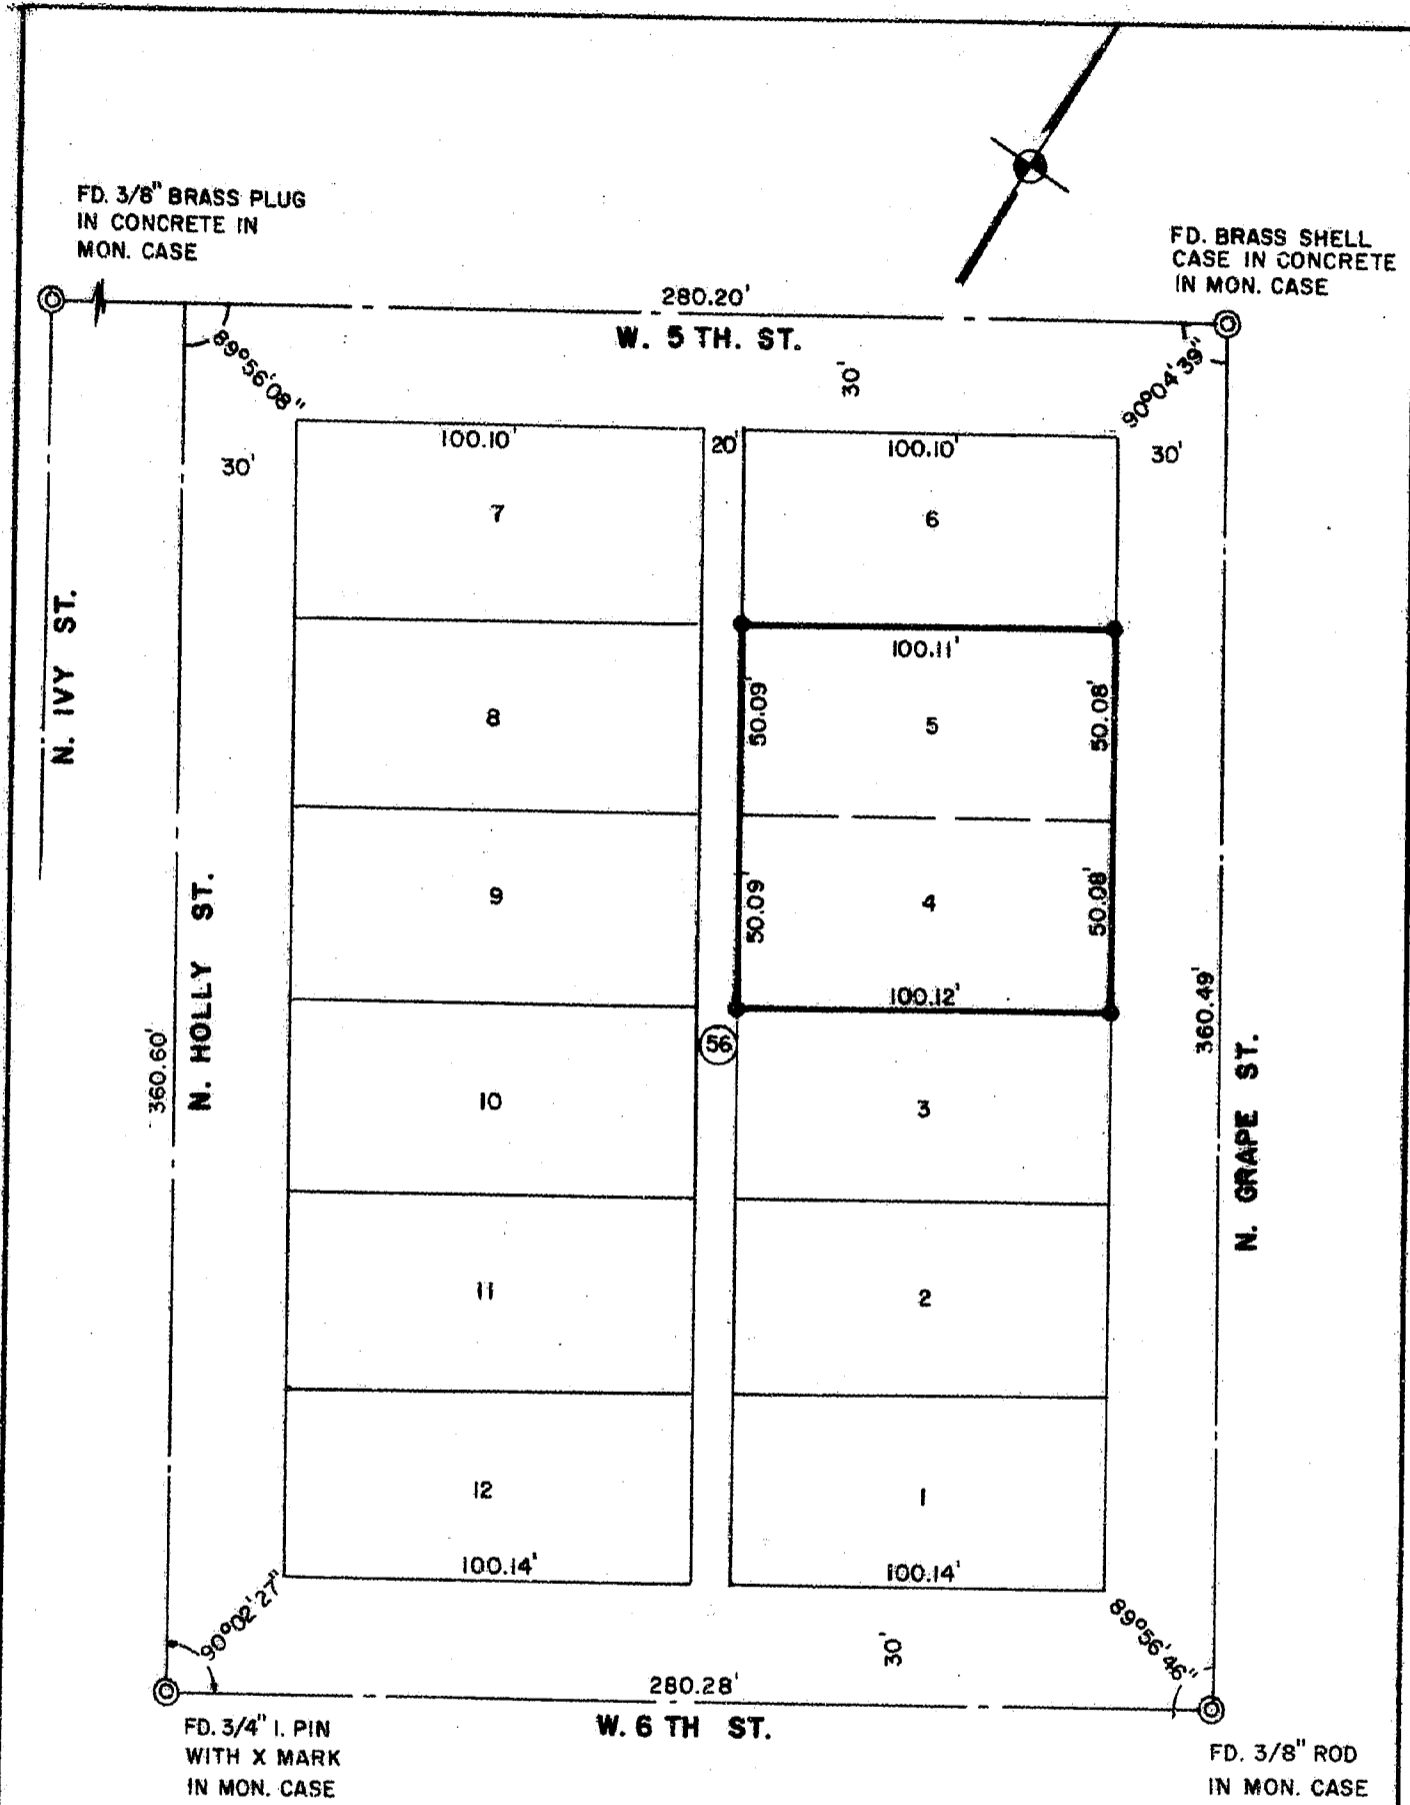 FD. 3/8" BRASS PLUG
IN CONCRETE IN
MON. CASE
FD. BRASS SHELL
CASE IN CONCRETE
IN MON. CASE
280.20'
W. 5 TH. ST.
89°56'08"
90°04'39"
30'
30'
30'
100.10'
20'
100.10'
7
6
100.11'
N. IVY ST.
8
50.09'
5
50.08'
9
50.09'
4
50.08'
100.12'
N. HOLLY ST.
360.60'
56
360.49'
N. GRAPE ST.
10
3
11
2
12
1
100.14'
100.14'
90°02'27"
89°56'46"
30'
280.28'
W. 6 TH ST.
FD. 3/4" I. PIN
WITH X MARK
IN MON. CASE
FD. 3/8" ROD
IN MON. CASE